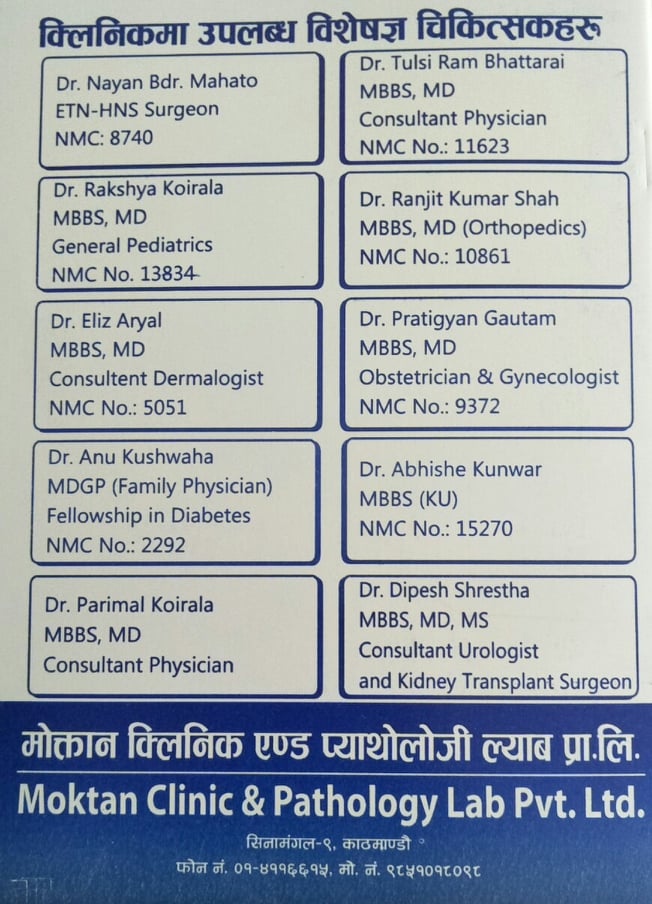 क्लिनिकमा उपलब्ध विशेषज्ञ चिकित्सकहरू
Dr. Nayan Bdr. Mahato
ETN-HNS Surgeon
NMC: 8740
Dr. Tulsi Ram Bhattarai
MBBS, MD
Consultant Physician
NMC No.: 11623
Dr. Rakshya Koirala
MBBS, MD
General Pediatrics
NMC No. 13834
Dr. Ranjit Kumar Shah
MBBS, MD (Orthopedics)
NMC No.: 10861
Dr. Eliz Aryal
MBBS, MD
Consultent Dermalogist
NMC No.: 5051
Dr. Pratigyan Gautam
MBBS, MD
Obstetrician & Gynecologist
NMC No.: 9372
Dr. Anu Kushwaha
MDGP (Family Physician)
Fellowship in Diabetes
NMC No.: 2292
Dr. Abhishe Kunwar
MBBS (KU)
NMC No.: 15270
Dr. Parimal Koirala
MBBS, MD
Consultant Physician
Dr. Dipesh Shrestha
MBBS, MD, MS
Consultant Urologist
and Kidney Transplant Surgeon
मोक्तान क्लिनिक एण्ड प्याथोलोजी ल्याब प्रा.लि.
Moktan Clinic & Pathology Lab Pvt. Ltd.
सिनामंगल-९, काठमाण्डौ
फोन नं. ०१-४११६६१५, मो. नं. ९८५१०१८०९८